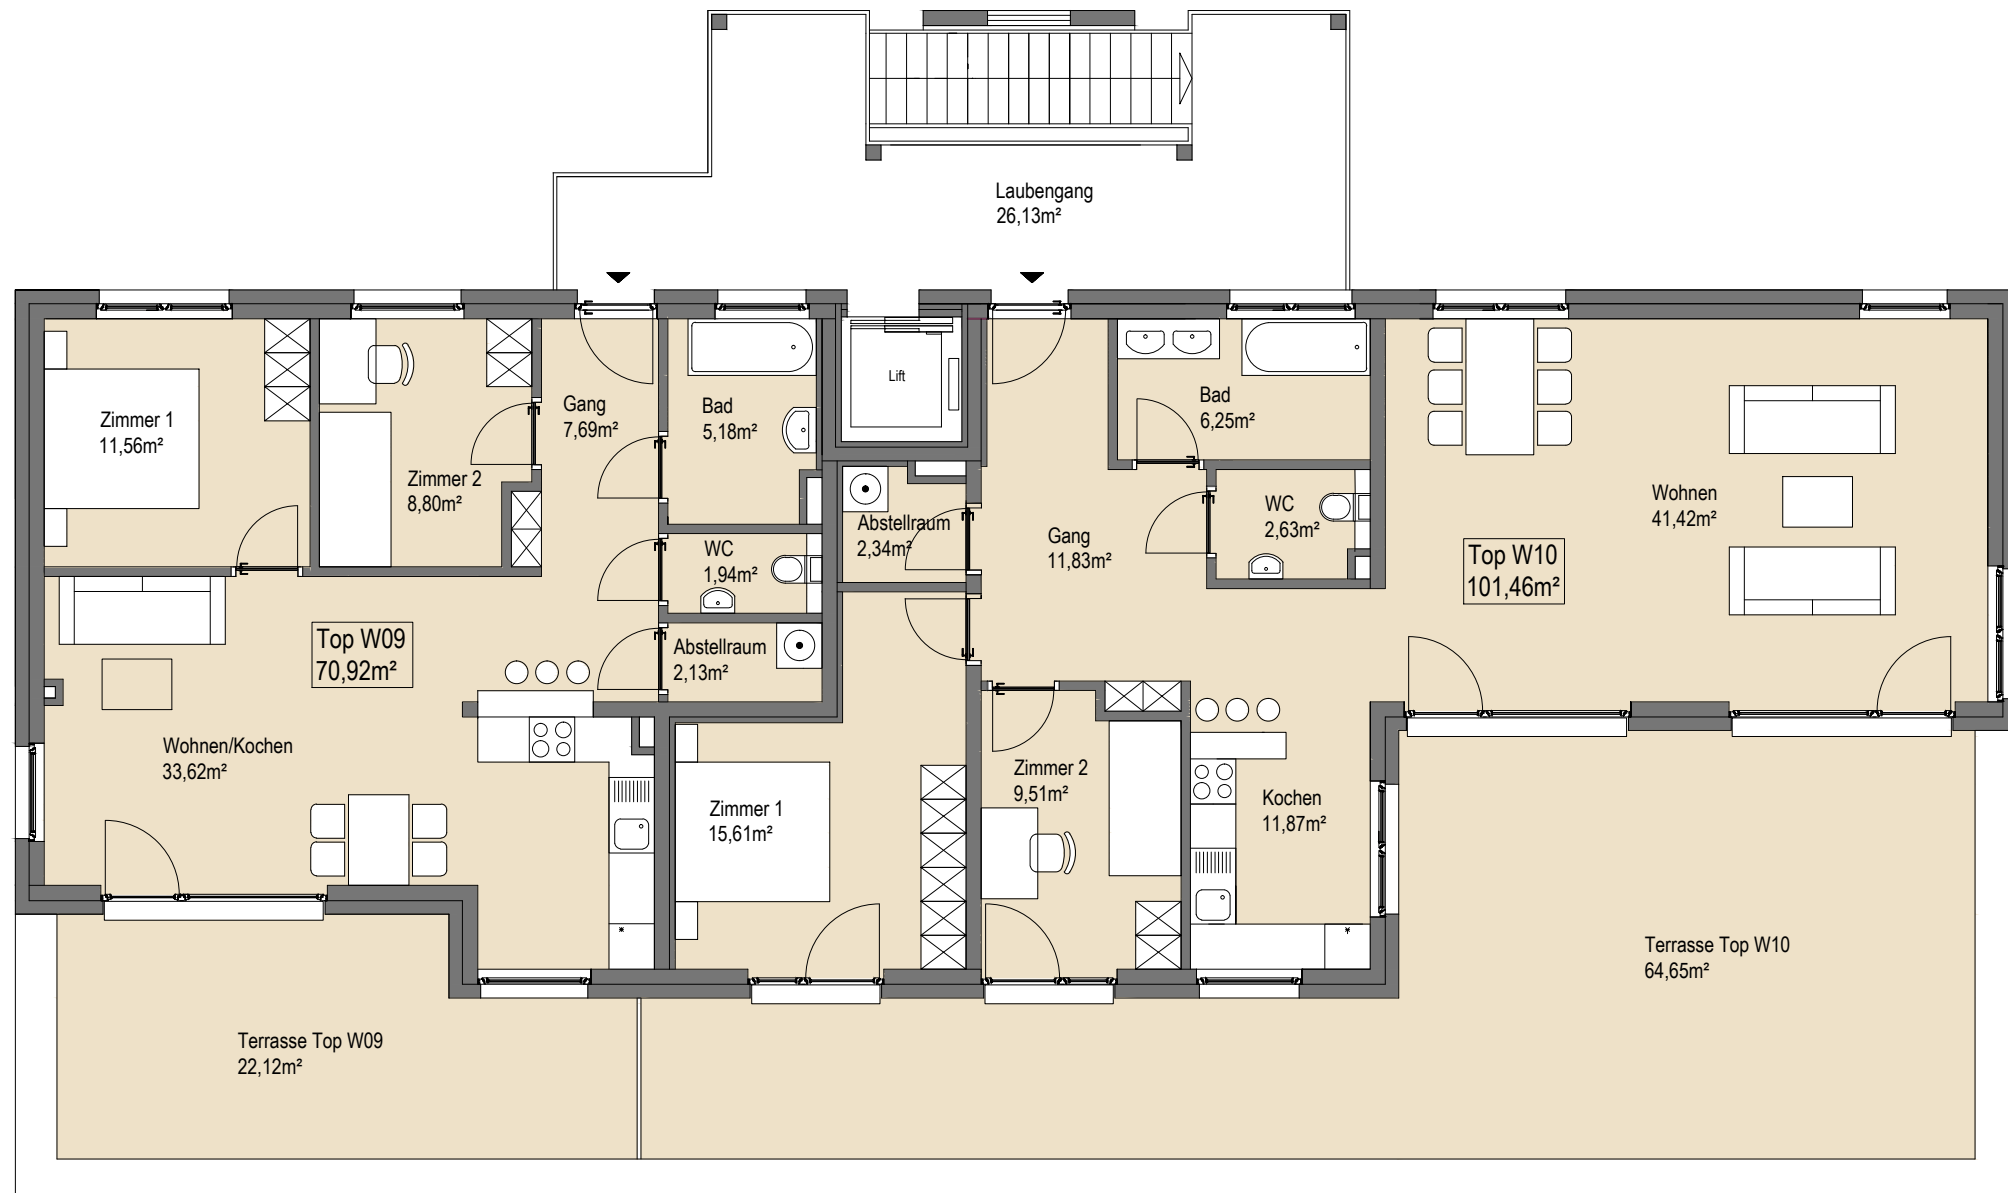 Laubengang
26,13m²
Lift
Zimmer 1
11,56m²
Zimmer 2
8,80m²
Gang
7,69m²
Bad
5,18m²
WC
1,94m²
Abstellraum
2,13m²
Top W09
70,92m²
Wohnen/Kochen
33,62m²
Terrasse Top W09
22,12m²
Bad
6,25m²
WC
2,63m²
Abstellraum
2,34m²
Gang
11,83m²
Wohnen
41,42m²
Top W10
101,46m²
Zimmer 1
15,61m²
Zimmer 2
9,51m²
Kochen
11,87m²
Terrasse Top W10
64,65m²